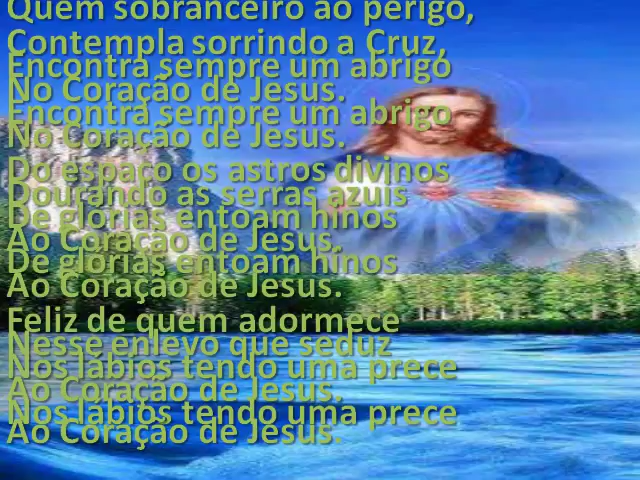 Quem sobranceiro ao perigo,
Contempla sorrindo a Cruz,
Encontra sempre um abrigo
No Coração de Jesus.
Encontra sempre um abrigo
No Coração de Jesus.
Do espaço os astros divinos
Dourando as serras azuis
De glórias entoam hinos
Ao Coração de Jesus.
De glórias entoam hinos
Ao Coração de Jesus.
Feliz de quem adormece
Nesse enlevo que seduz
Nos lábios tendo uma prece
Ao Coração de Jesus.
Nos lábios tendo uma prece
Ao Coração de Jesus.